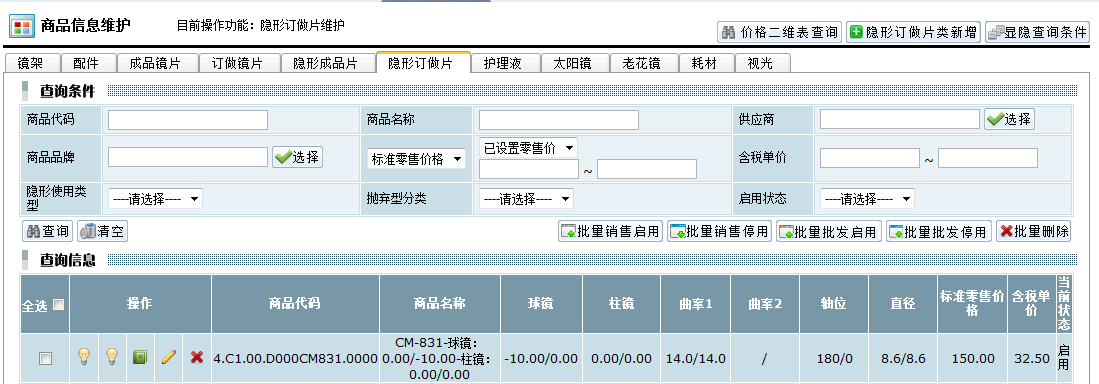 商品信息维护 目前操作功能：隐形订做片维护
价格二维表查询 隐形订做片类新增 显隐查询条件
镜架 配件 成品镜片 订做镜片 隐形成品片 隐形订做片 护理液 太阳镜 老花镜 耗材 视光
查询条件
商品代码 商品名称 供应商 选择
商品品牌 选择 标准零售价格 已设置零售价 ~ 含税单价 ~
隐形使用类型 ----请选择---- 抛弃型分类 ----请选择---- 启用状态 ----请选择----
查询 清空 批量销售启用 批量销售停用 批量批发启用 批量批发停用 批量删除
查询信息
全选 操作 商品代码 商品名称 球镜 柱镜 曲率1 曲率2 轴位 直径 标准零售价格 含税单价 当前状态
4.C1.00.D000CM831.0000 CM-831-球镜：0.00/-10.00-柱镜：0.00/0.00 -10.00/0.00 0.00/0.00 14.0/14.0 / 180/0 8.6/8.6 150.00 32.50 启用